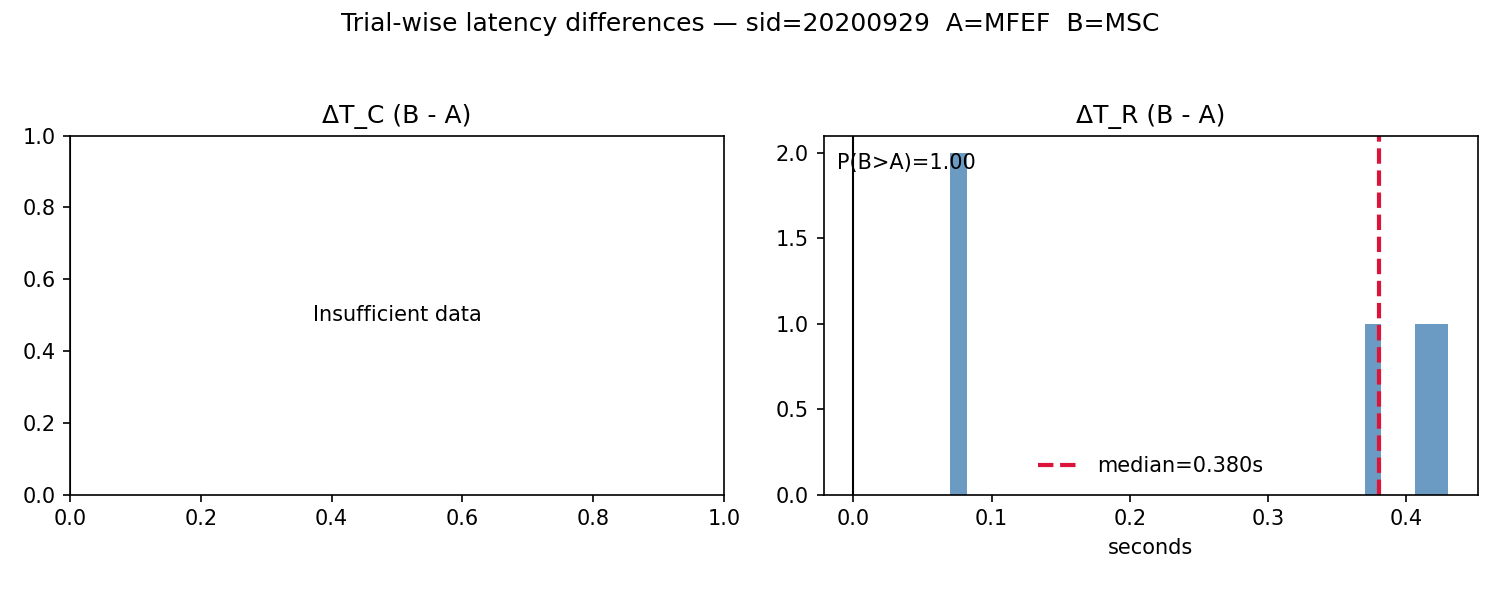 Trial-wise latency differences — sid=20200929  A=MFEF  B=MSC
ΔT_C (B - A)
1.0
0.8
0.6
0.4
0.2
0.0
Insufficient data
0.0 0.2 0.4 0.6 0.8 1.0
ΔT_R (B - A)
2.0
1.5
1.0
0.5
0.0
P(B>A)=1.00
median=0.380s
0.0 0.1 0.2 0.3 0.4
seconds